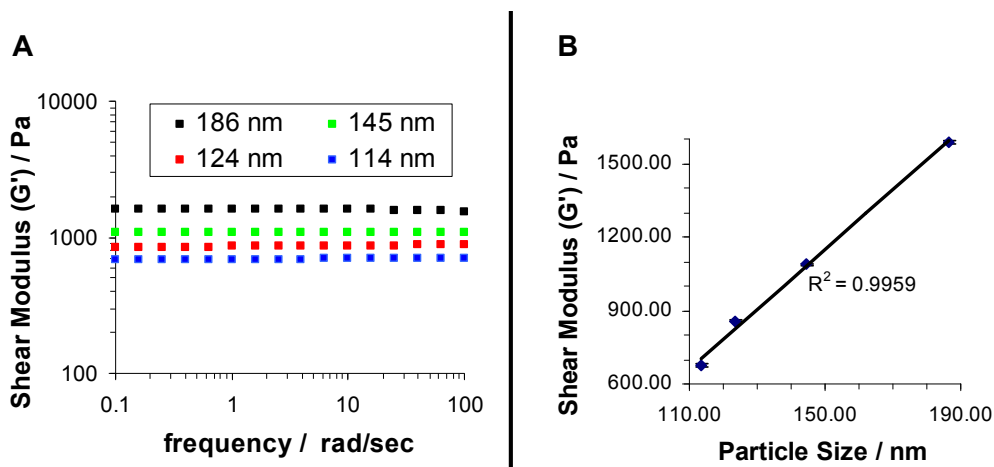 A
Shear Modulus (G') / Pa
10000
1000
100
186 nm
145 nm
124 nm
114 nm
0.1
1
10
100
frequency / rad/sec
B
Shear Modulus (G') / Pa
1500.00
1200.00
900.00
600.00
R² = 0.9959
110.00
150.00
190.00
Particle Size / nm